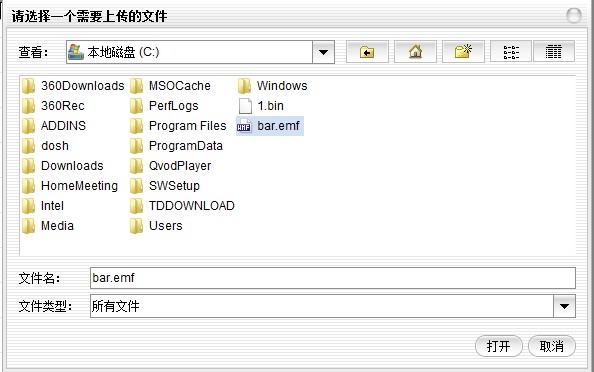 请选择一个需要上传的文件
查看: 本地磁盘 (C:)
360Downloads MSOCache Windows
360Rec PerfLogs 1.bin
ADDINS Program Files bar.emf
dosh ProgramData
Downloads QvodPlayer
HomeMeeting SWSetup
Intel TDDOWNLOAD
Media Users
文件名: bar.emf
文件类型: 所有文件
打开 取消